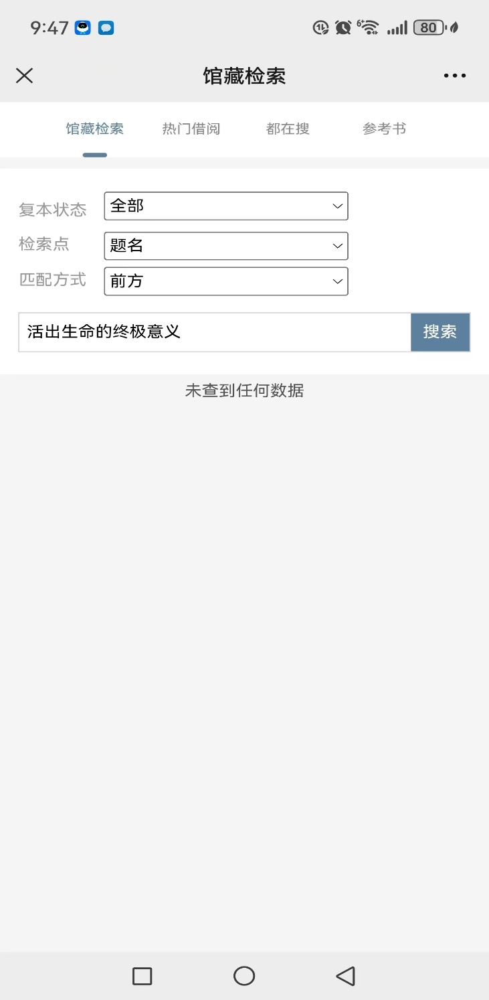 9:47
6+
80
馆藏检索
馆藏检索 热门借阅 都在搜 参考书
复本状态 全部
检索点 题名
匹配方式 前方
活出生命的终极意义 搜索
未查到任何数据